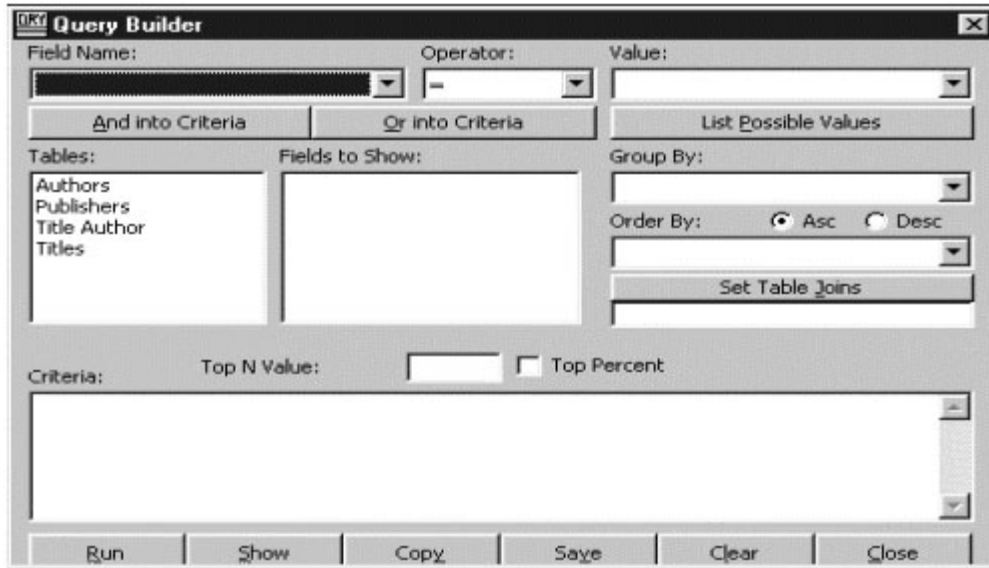 QRY Query Builder
Field Name: Operator: Value:
=
And into Criteria Or into Criteria List Possible Values
Tables: Fields to Show: Group By:
Authors
Publishers
Title Author
Titles
Order By: Asc Desc
Set Table Joins
Top N Value: Top Percent
Criteria:
Run Show Copy Save Clear Close